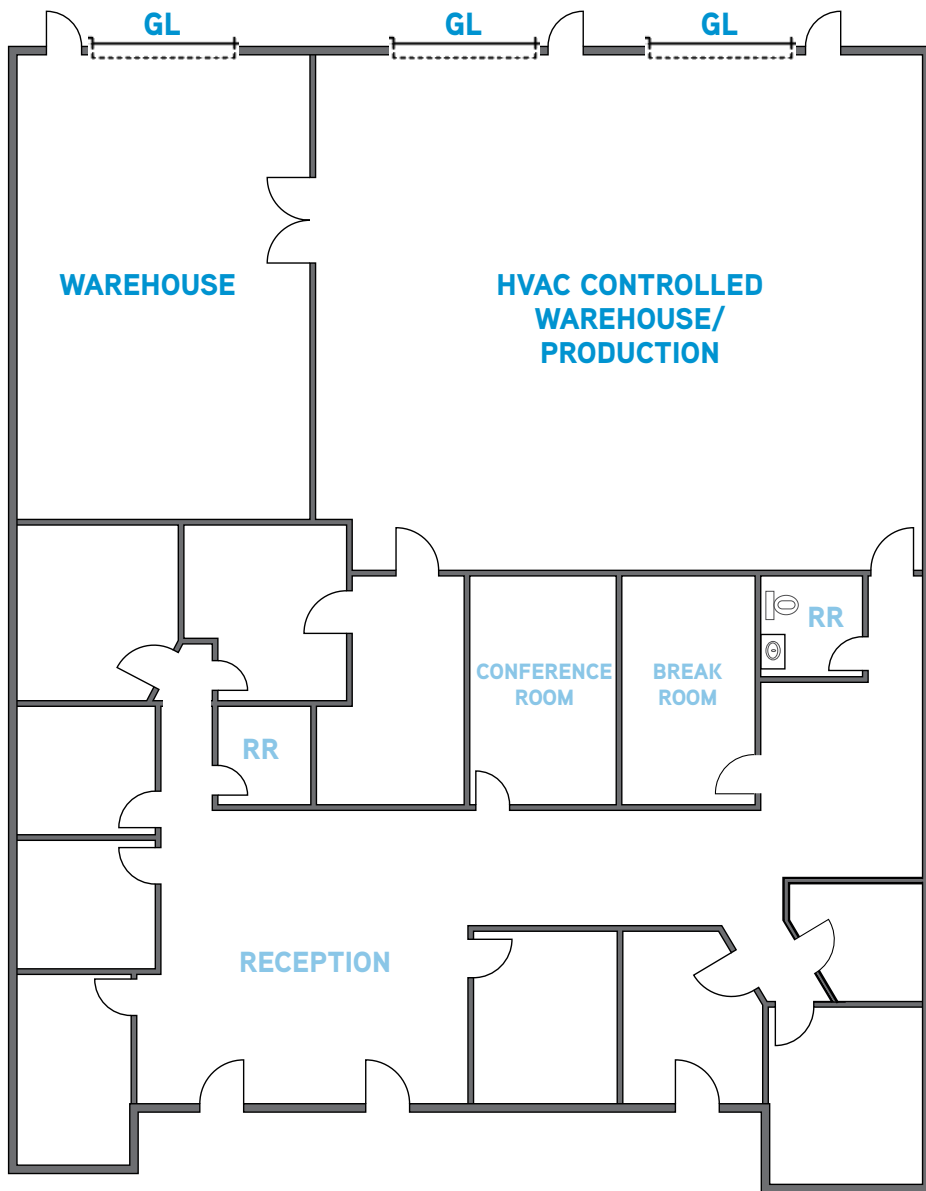 GL
GL
GL
WAREHOUSE
HVAC CONTROLLED
WAREHOUSE/
PRODUCTION
RR
CONFERENCE
ROOM
BREAK
ROOM
RR
RECEPTION